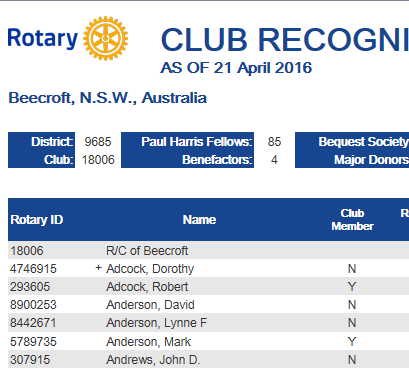 Rotary
CLUB RECOGNI
AS OF 21 April 2016
Beecroft, N.S.W., Australia
District: 9685 Paul Harris Fellows: 85 Bequest Society
Club: 18006 Benefactors: 4 Major Donors
Rotary ID Name Club Member R
18006 R/C of Beecroft
4746915 + Adcock, Dorothy N
293605 Adcock, Robert Y
8900253 Anderson, David N
8442671 Anderson, Lynne F N
5789735 Anderson, Mark Y
307915 Andrews, John D. N